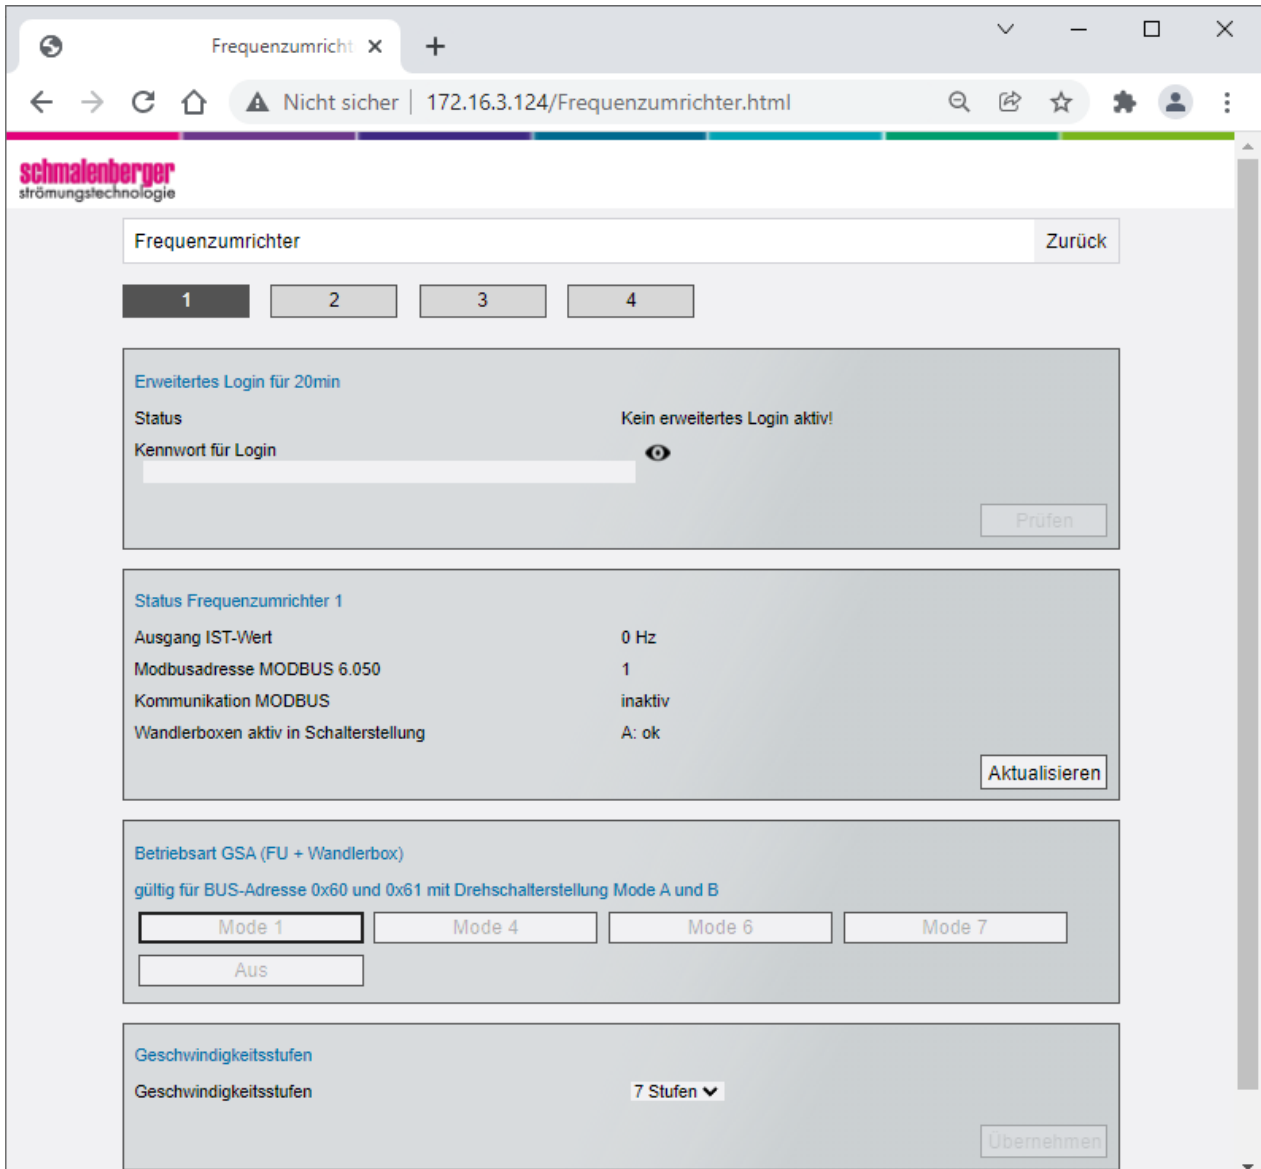 Frequenzumricht
Nicht sicher
172.16.3.124/Frequenzumrichter.html
schmalenberger
strömungstechnologie
Frequenzumrichter Zurück
1 2 3 4
Erweitertes Login für 20min
Status Kein erweitertes Login aktiv!
Kennwort für Login
Prüfen
Status Frequenzumrichter 1
Ausgang IST-Wert 0 Hz
Modbusadresse MODBUS 6.050 1
Kommunikation MODBUS inaktiv
Wandlerboxen aktiv in Schalterstellung A: ok
Aktualisieren
Betriebsart GSA (FU + Wandlerbox)
gültig für BUS-Adresse 0x60 und 0x61 mit Drehschalterstellung Mode A und B
Mode 1 Mode 4 Mode 6 Mode 7
Aus
Geschwindigkeitsstufen
Geschwindigkeitsstufen 7 Stufen
Übernehmen